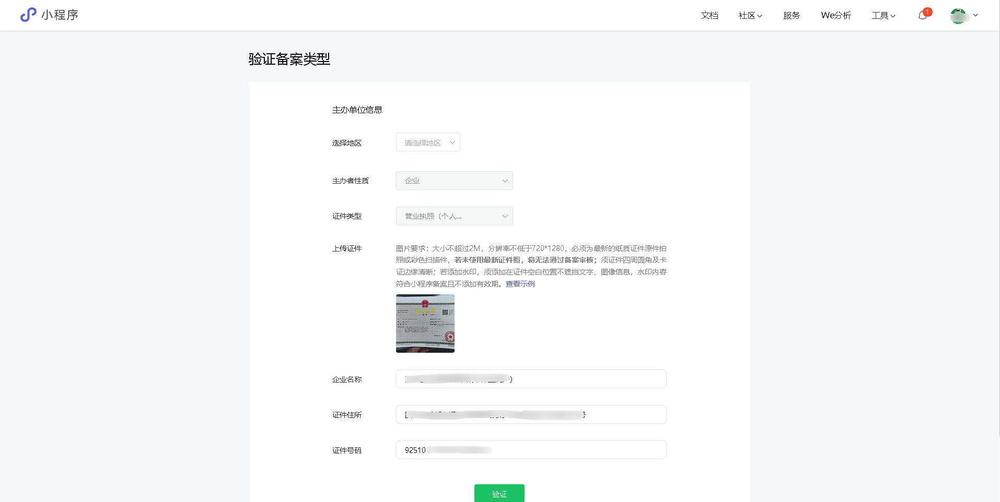 小程序
文档 社区 服务 We分析 工具 1
验证备案类型
主办单位信息
选择地区 请选择地区
主办者性质 企业
证件类型 营业执照（个人...
上传证件 图片要求：大小不超过2M，分辨率不低于720*1280，必须为最新的纸质证件原件拍
照或彩色扫描件，若未使用最新证件照，将无法通过备案审核；须证件四周圆角及卡
证边缘清晰；若添加水印，须添加在证件空白位置不遮挡文字、图像信息，水印内容
符合小程序备案且不添加有效期。查看示例
企业名称 )
证件住所 号
证件号码 92510
验证